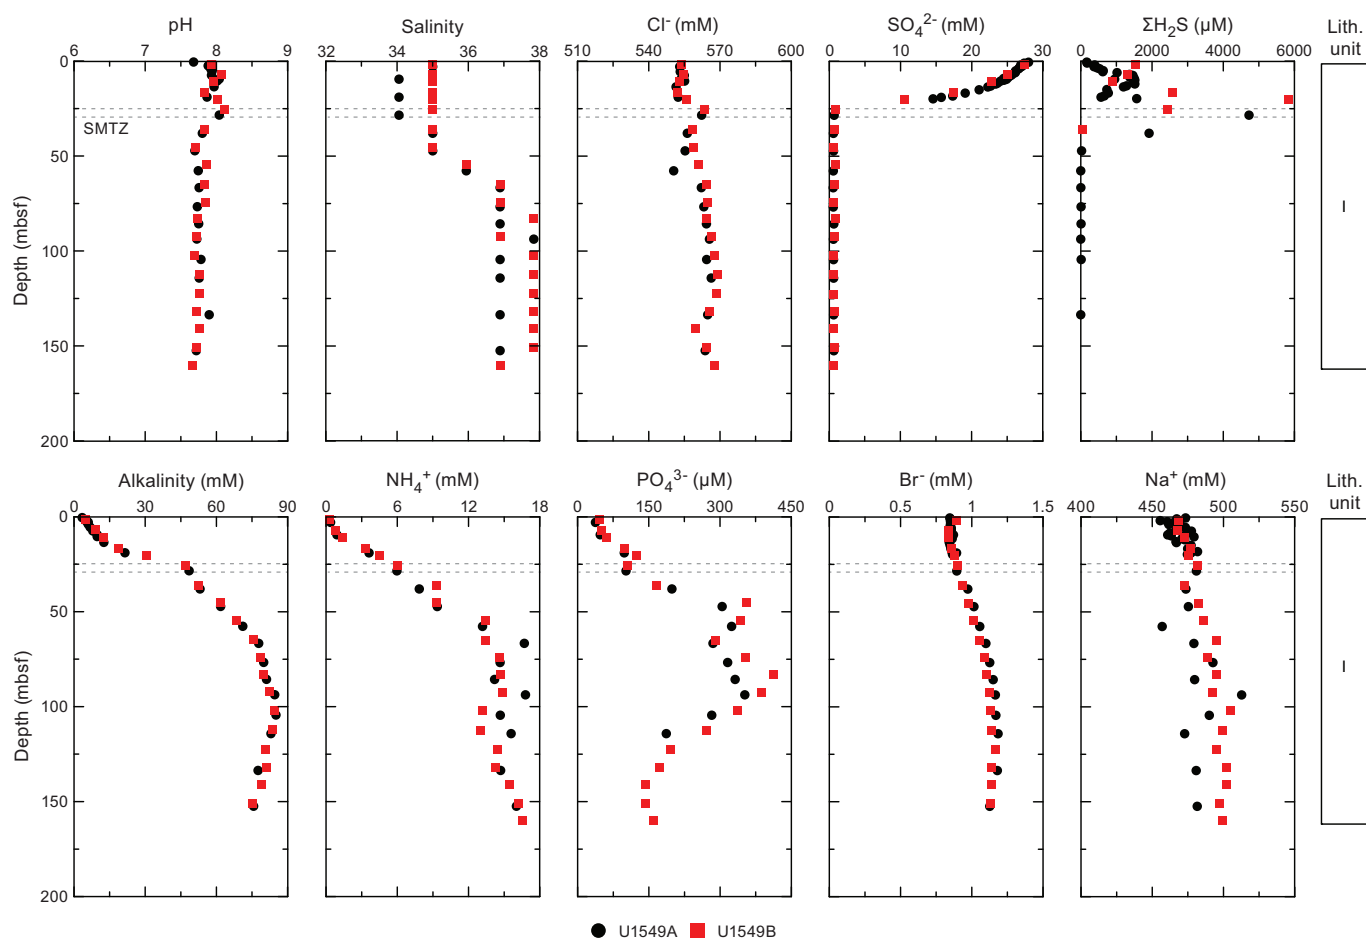 pH Salinity Cl⁻ (mM) SO₄²⁻ (mM) ΣH₂S (µM) Lith. unit
6 7 8 9 32 34 36 38 510 540 570 600 0 10 20 30 0 2000 4000 6000
0
SMTZ
50
Depth (mbsf)
100
I
150
200
Alkalinity (mM) NH₄⁺ (mM) PO₄³⁻ (µM) Br⁻ (mM) Na⁺ (mM) Lith. unit
0 30 60 90 0 6 12 18 0 150 300 450 0 0.5 1 1.5 400 450 500 550
0
50
Depth (mbsf)
100
I
150
200
U1549A U1549B